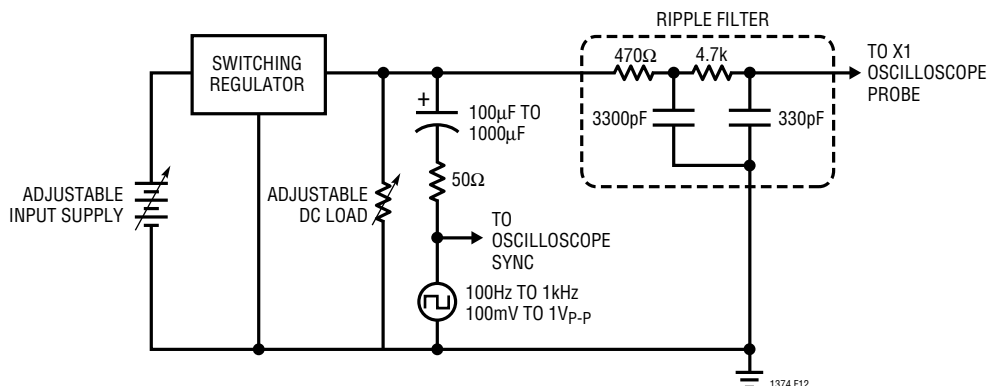 RIPPLE FILTER
SWITCHING
REGULATOR
470Ω
4.7k
TO X1
OSCILLOSCOPE
PROBE
+
100µF TO
1000µF
3300pF
330pF
ADJUSTABLE
INPUT SUPPLY
ADJUSTABLE
DC LOAD
50Ω
TO
OSCILLOSCOPE
SYNC
100Hz TO 1kHz
100mV TO 1VP-P
1374 F12